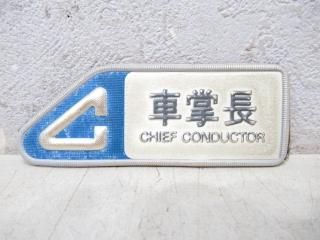 車掌長
CHIEF CONDUCTOR